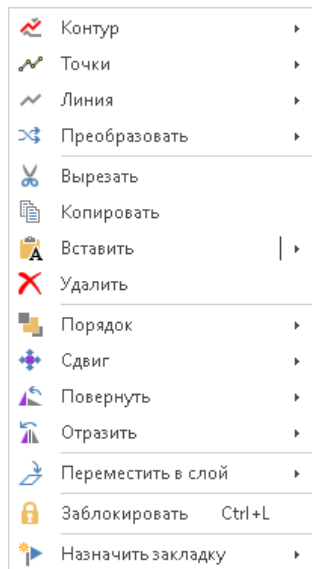 Контур
Точки
Линия
Преобразовать
Вырезать
Копировать
Вставить
Удалить
Порядок
Сдвиг
Повернуть
Отразить
Переместить в слой
Заблокировать Ctrl+L
Назначить закладку